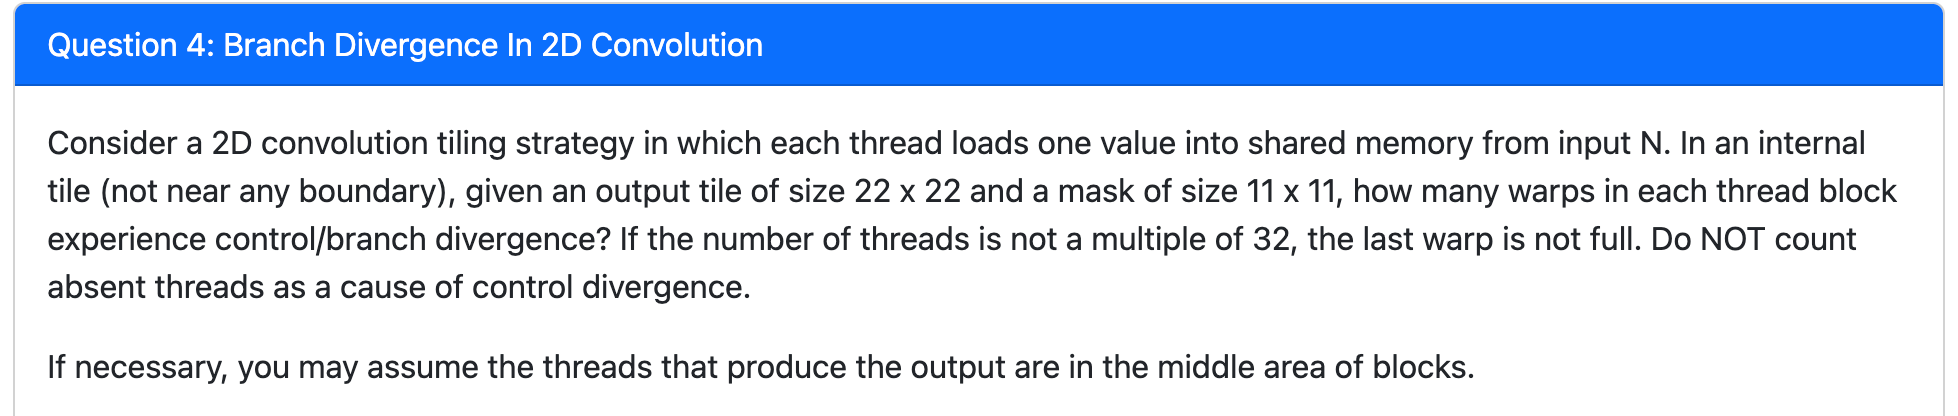 Question 4: Branch Divergence In 2D Convolution
Consider a 2D convolution tiling strategy in which each thread loads one value into shared memory from input N. In an internal
tile (not near any boundary), given an output tile of size 22 x 22 and a mask of size 11 x 11, how many warps in each thread block
experience control/branch divergence? If the number of threads is not a multiple of 32, the last warp is not full. Do NOT count
absent threads as a cause of control divergence.
If necessary, you may assume the threads that produce the output are in the middle area of blocks.